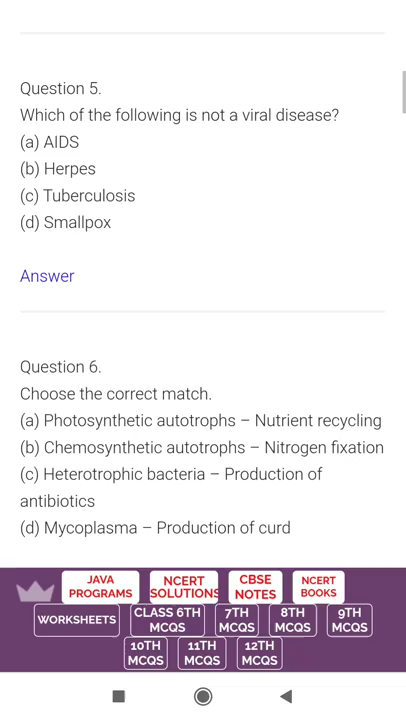 Question 5.
Which of the following is not a viral disease?
(a) AIDS
(b) Herpes
(c) Tuberculosis
(d) Smallpox
Answer
Question 6.
Choose the correct match.
(a) Photosynthetic autotrophs – Nutrient recycling
(b) Chemosynthetic autotrophs – Nitrogen fixation
(c) Heterotrophic bacteria – Production of
antibiotics
(d) Mycoplasma – Production of curd
JAVA
PROGRAMS
NCERT
SOLUTIONS
CBSE
NOTES
NCERT
BOOKS
WORKSHEETS
CLASS 6TH
MCQS
7TH
MCQS
8TH
MCQS
9TH
MCQS
10TH
MCQS
11TH
MCQS
12TH
MCQS